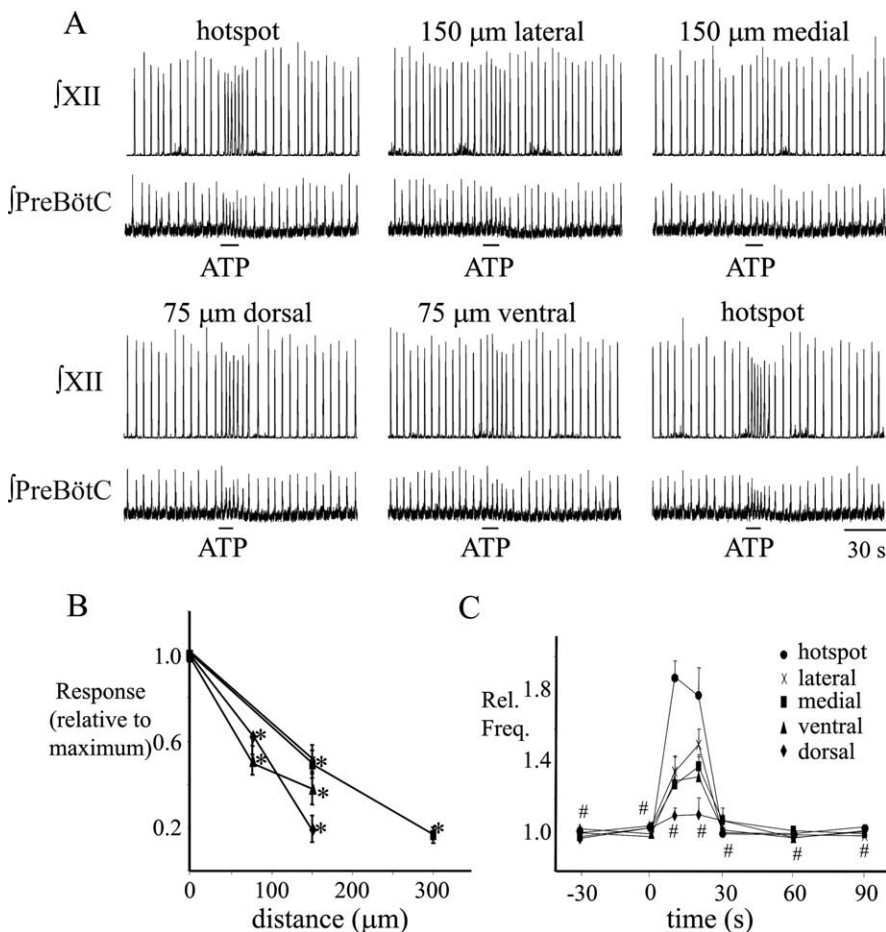 A
hotspot 150 μm lateral 150 μm medial
∫XII
∫PreBötC
ATP ATP ATP
75 μm dorsal 75 μm ventral hotspot
∫XII
∫PreBötC
ATP ATP ATP
30 s
B
Response
(relative to
maximum)
1.0
0.6
0.2
* * * * * *
0 100 200 300
distance (μm)
C
Rel.
Freq.
1.8
1.4
1.0
hotspot
lateral
medial
ventral
dorsal
# # # # # # #
-30 0 30 60 90
time (s)